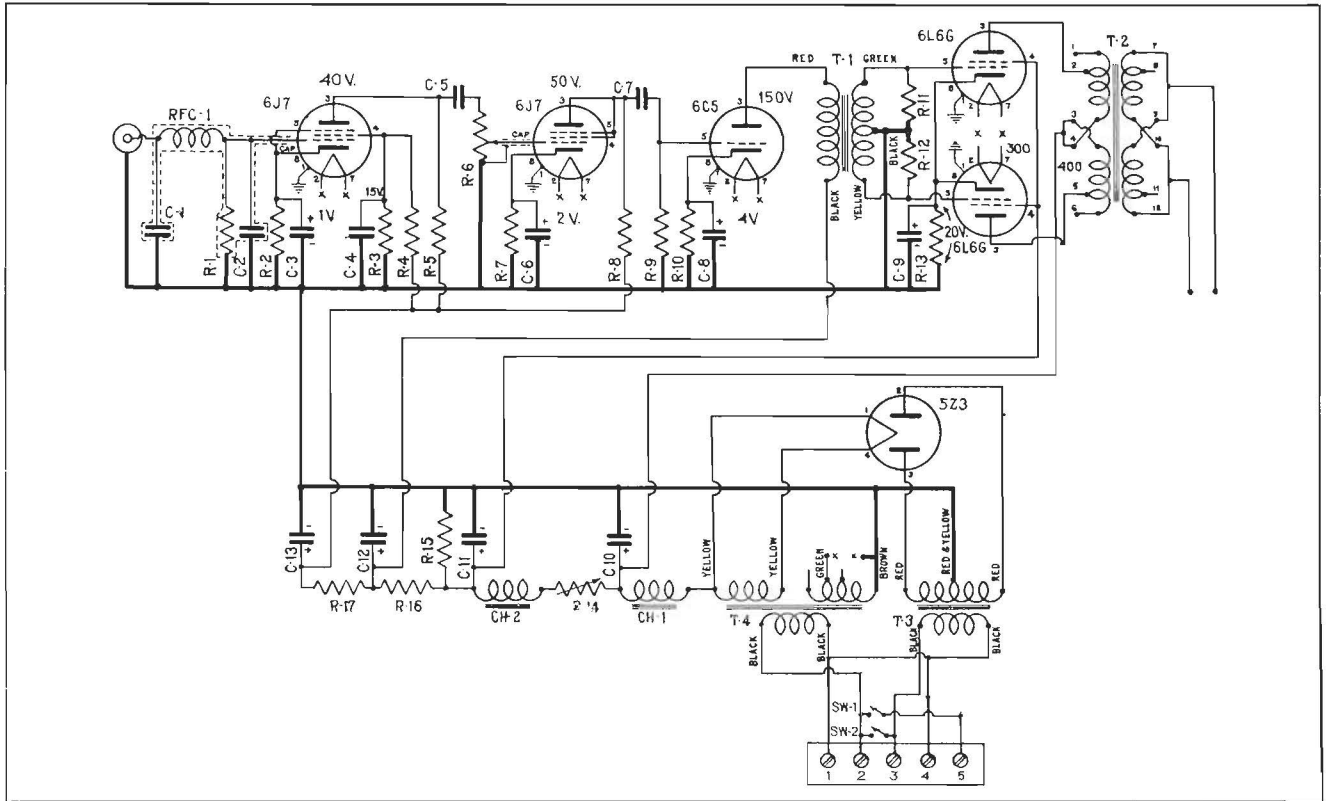 6L6G
T-2
RED
T-1
GREEN
40V.
50V.
C-5
C-7
6J7
6J7
6C5
150V
RFC-1
CAP
CAP
R-6
R-11
R-12
BLACK
300
400
15V.
1V
2V.
4V
BLACK
YELLOW
20V.
6L6G
C-1
R-1
C-2
R-2
C-3
C-4
R-3
R-4
R-5
R-7
C-6
R-8
R-9
R-10
C-8
C-9
R-13
5Z3
C-13
C-12
R-15
C-11
C-10
YELLOW
YELLOW
GREEN
x x
BROWN
RED
RED & YELLOW
RED
R-17
R-16
CH-2
R-14
CH-1
T-4
T-3
BLACK
BLACK
BLACK
BLACK
SW-1
SW-2
1 2 3 4 5